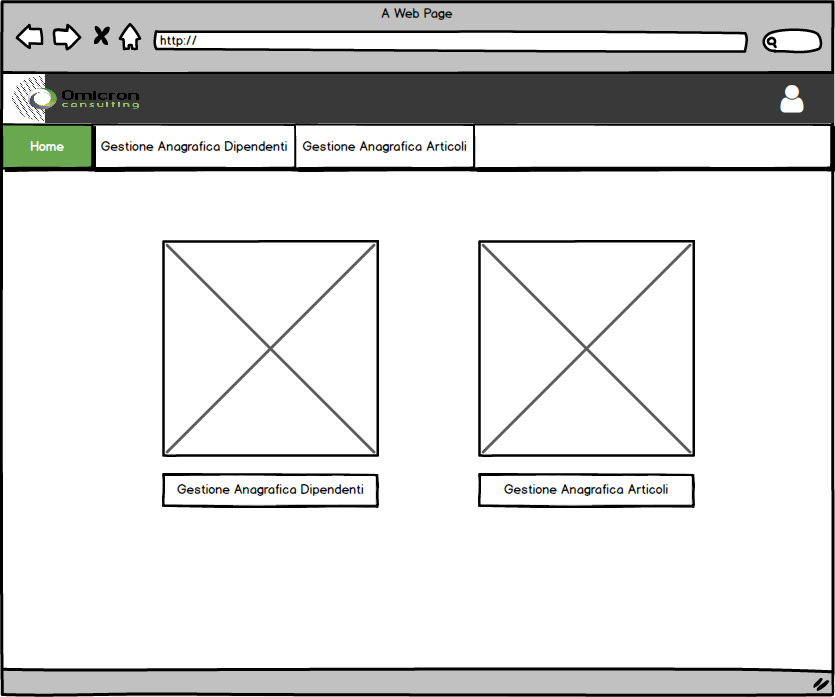 A Web Page
http://
Omicron
consulting
Home
Gestione Anagrafica Dipendenti
Gestione Anagrafica Articoli
Gestione Anagrafica Dipendenti
Gestione Anagrafica Articoli